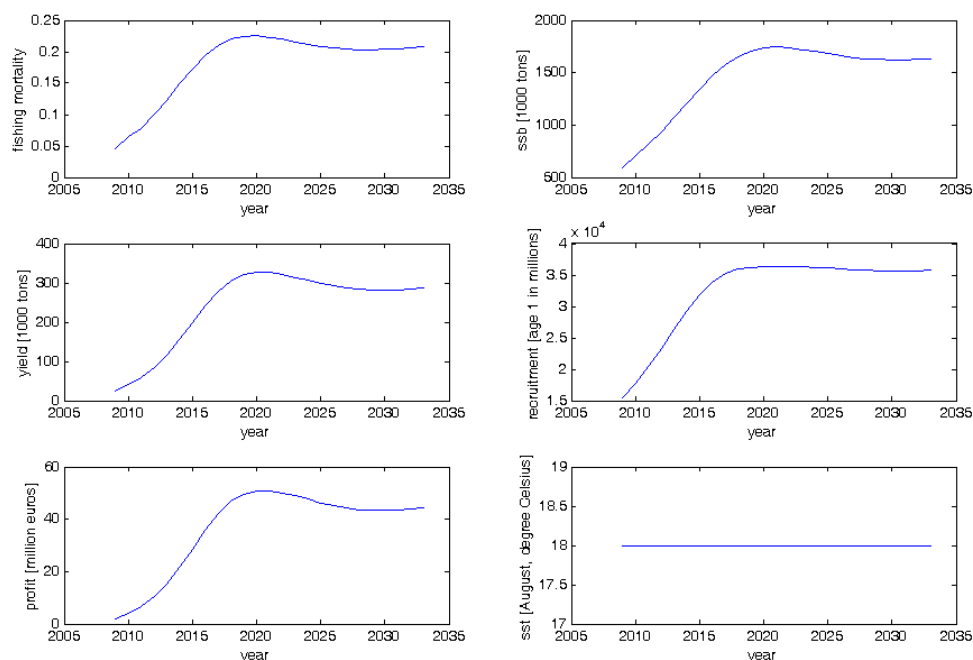 fishing mortality
0.25
0.2
0.15
0.1
0.05
0
2005 2010 2015 2020 2025 2030 2035
year
ssb [1000 tons]
2000
1500
1000
500
2005 2010 2015 2020 2025 2030 2035
year
yield [1000 tons]
400
300
200
100
0
2005 2010 2015 2020 2025 2030 2035
year
recruitment [age 1 in millions]
x 10^4
4
3.5
3
2.5
2
1.5
2005 2010 2015 2020 2025 2030 2035
year
profit [million euros]
60
40
20
0
2005 2010 2015 2020 2025 2030 2035
year
sst [August, degree Celsius]
19
18.5
18
17.5
17
2005 2010 2015 2020 2025 2030 2035
year